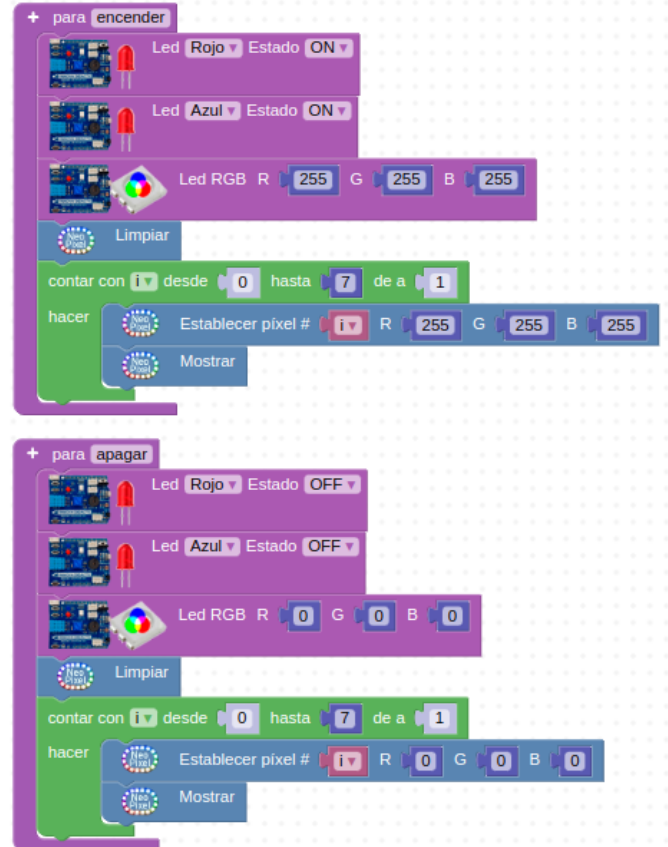 + para encender
Led Rojo Estado ON
Led Azul Estado ON
Led RGB R 255 G 255 B 255
Neo Pixel Limpiar
contar con i desde 0 hasta 7 de a 1
hacer Neo Pixel Establecer píxel # i R 255 G 255 B 255
Neo Pixel Mostrar
+ para apagar
Led Rojo Estado OFF
Led Azul Estado OFF
Led RGB R 0 G 0 B 0
Neo Pixel Limpiar
contar con i desde 0 hasta 7 de a 1
hacer Neo Pixel Establecer píxel # i R 0 G 0 B 0
Neo Pixel Mostrar